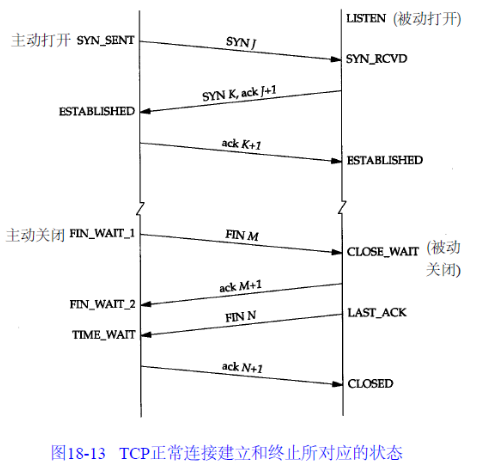 LISTEN (被动打开)
主动打开 SYN_SENT
SYN J
SYN_RCVD
SYN K, ack J+1
ESTABLISHED
ack K+1
ESTABLISHED
主动关闭 FIN_WAIT_1
FIN M
CLOSE_WAIT (被动
关闭)
ack M+1
FIN_WAIT_2
FIN N
LAST_ACK
TIME_WAIT
ack N+1
CLOSED
图18-13 TCP正常连接建立和终止所对应的状态